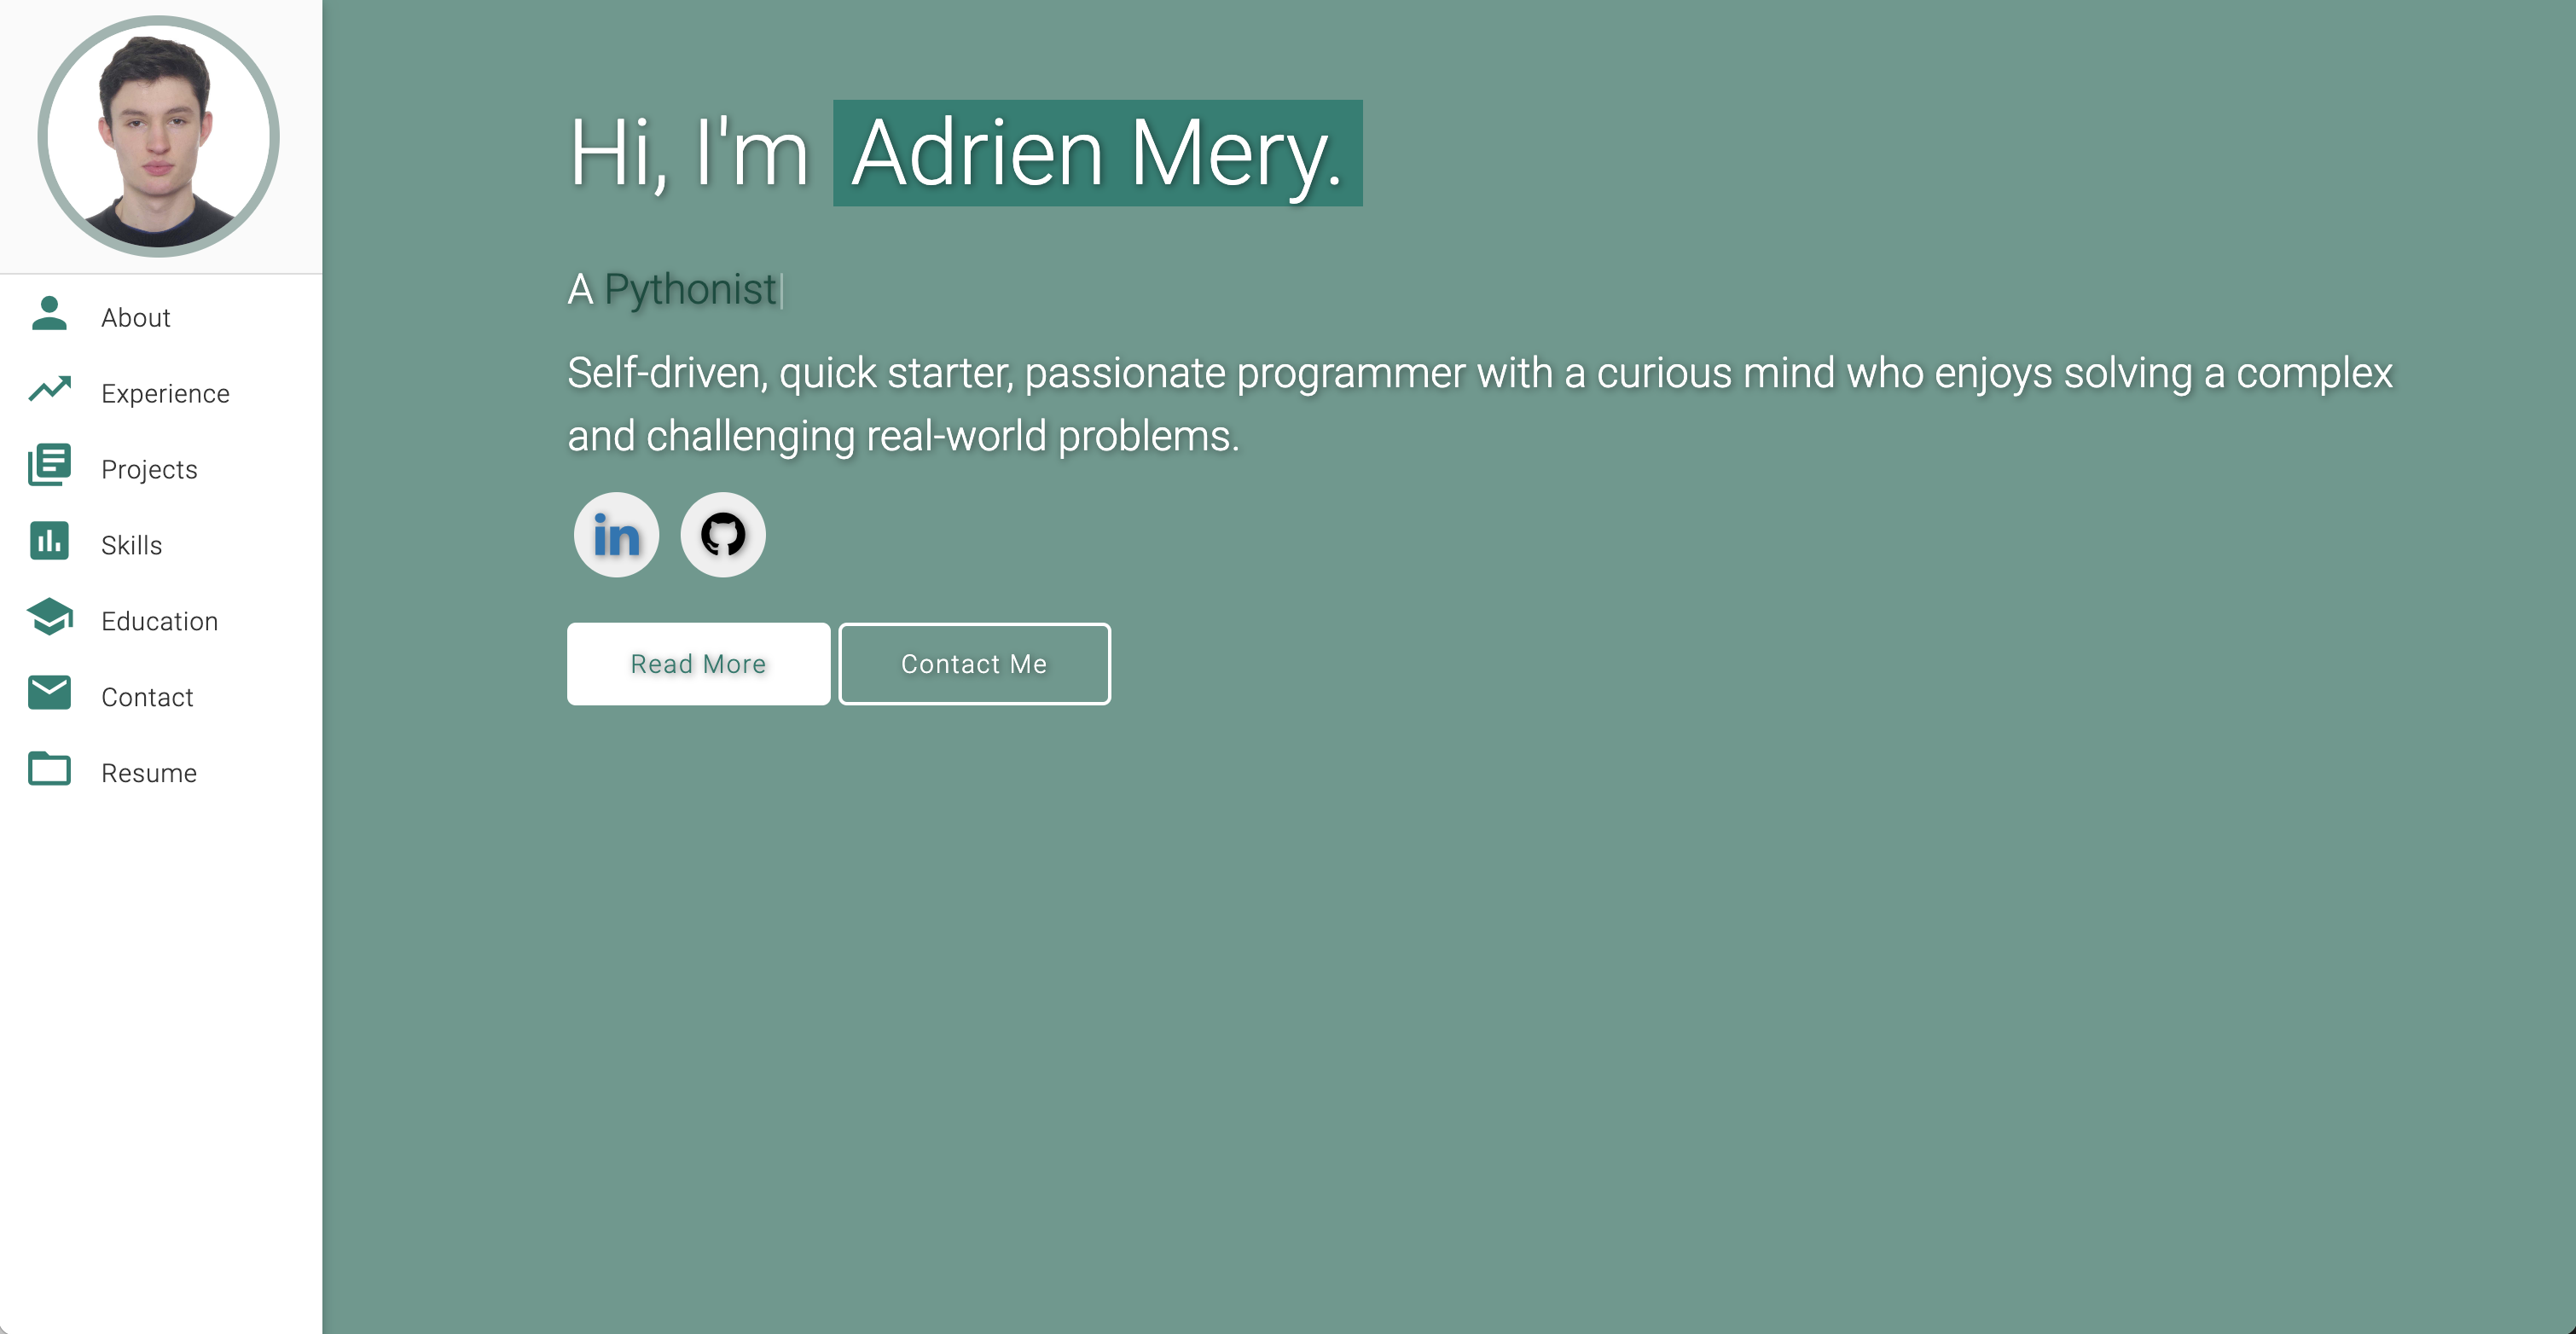 About
Experience
Projects
Skills
Education
Contact
Resume
Hi, I'm Adrien Mery.
A Pythonist
Self-driven, quick starter, passionate programmer with a curious mind who enjoys solving a complex
and challenging real-world problems.
in
Read More
Contact Me